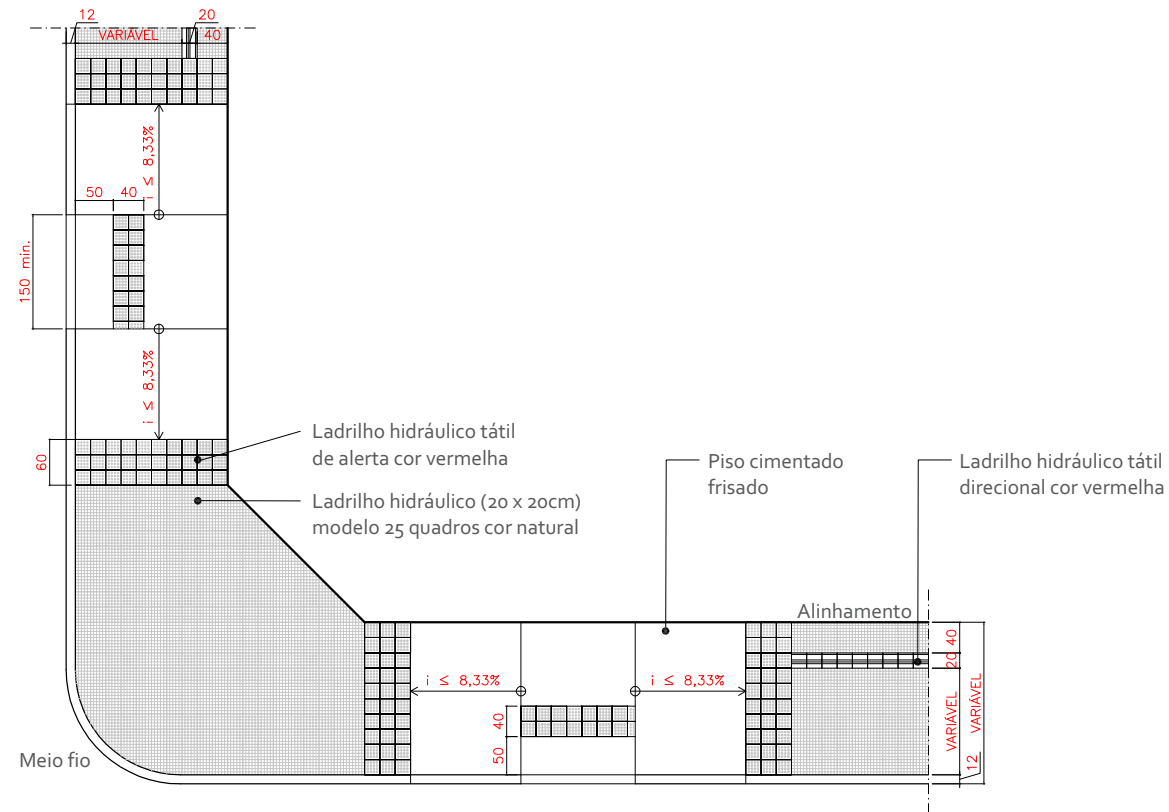 12
20
VARIÁVEL
40
i ≤ 8,33%
50
40
150 min.
i ≤ 8,33%
60
Ladrilho hidráulico tátil
de alerta cor vermelha
Ladrilho hidráulico (20 x 20cm)
modelo 25 quadros cor natural
Piso cimentado
frisado
Ladrilho hidráulico tátil
direcional cor vermelha
Alinhamento
i ≤ 8,33%
i ≤ 8,33%
40
50
40
20
VARIÁVEL
VARIÁVEL
12
Meio fio